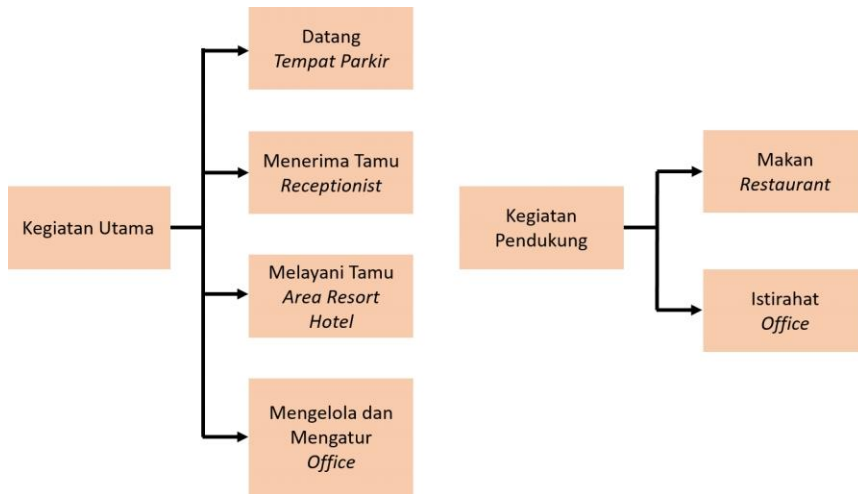 Kegiatan Utama
Datang
Tempat Parkir
Menerima Tamu
Receptionist
Melayani Tamu
Area Resort
Hotel
Mengelola dan
Mengatur
Office
Kegiatan
Pendukung
Makan
Restaurant
Istirahat
Office